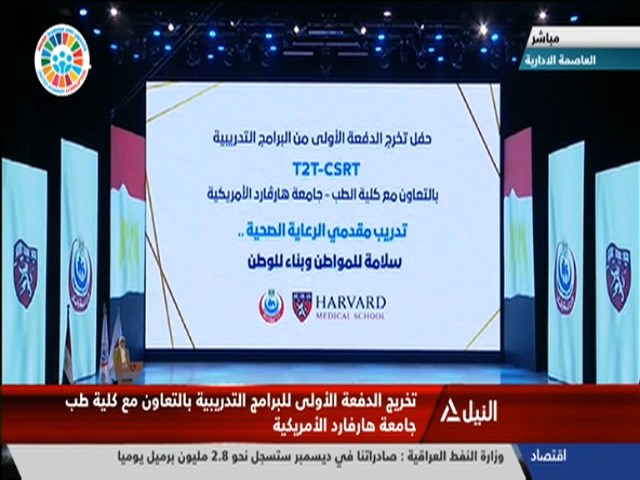 مباشر
العاصمة الادارية
حفل تخرج الدفعة الأولى من البرامج التدريبية
T2T-CSRT
بالتعاون مع كلية الطب - جامعة هارفارد الأمريكية
تدريب مقدمي الرعاية الصحية ..
سلامة للمواطن وبناء للوطن
HARVARD
MEDICAL SCHOOL
النيل
تخريج الدفعة الأولى للبرامج التدريبية بالتعاون مع كلية طب
جامعة هارفارد الأمريكية
اقتصاد
وزارة النفط العراقية : صادراتنا في ديسمبر ستسجل نحو 2.8 مليون برميل يوميا